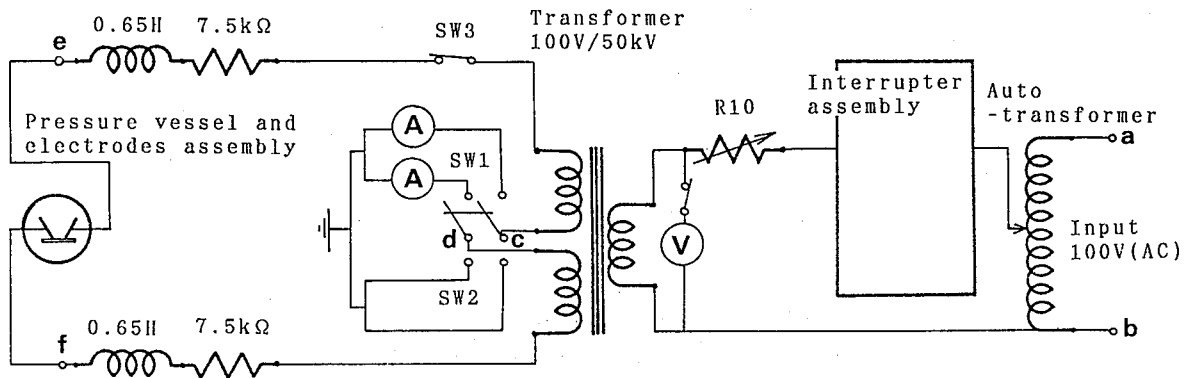 0.65H 7.5kΩ
e
SW3
Transformer
100V/50kV
Pressure vessel and
electrodes assembly
A
A
SW1
d c
SW2
R10
V
Interrupter
assembly
Auto
-transformer
a
Input
100V(AC)
b
0.65H 7.5kΩ
f